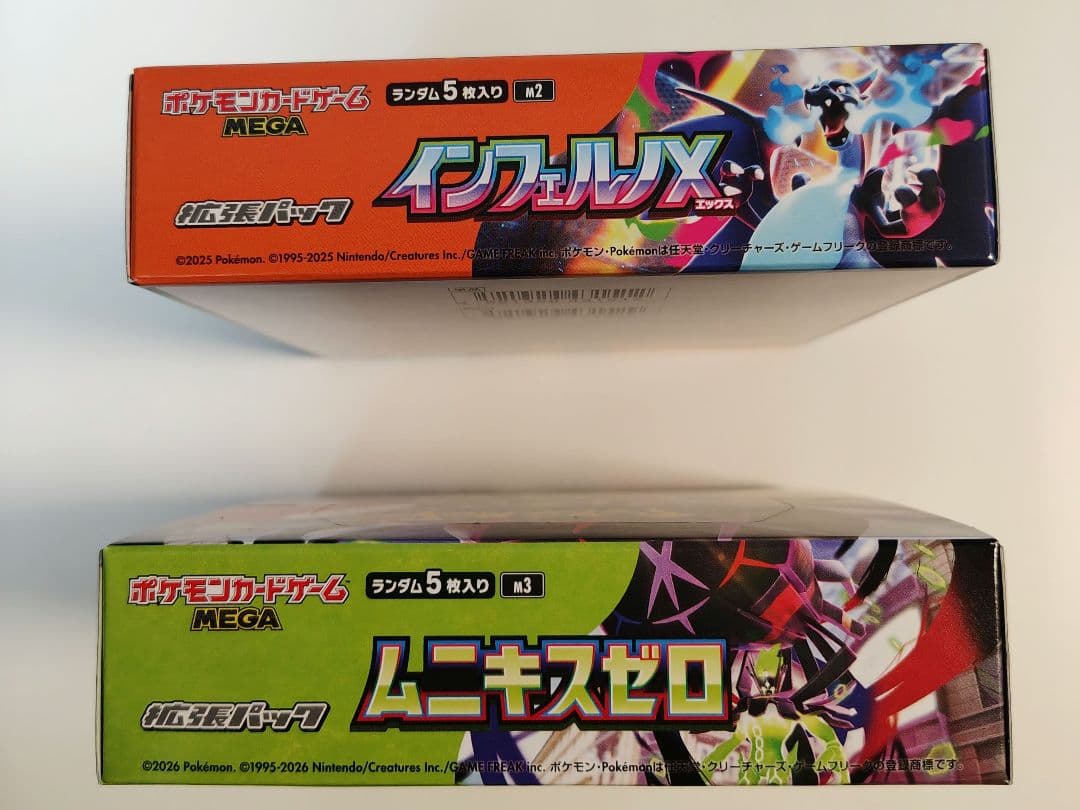 ポケモンカードゲーム
MEGA
ランダム5枚入り M2
インフェルノX
エックス
拡張パック
©2025 Pokémon. ©1995-2025 Nintendo/Creatures Inc./GAME FREAK inc. ポケモン・Pokémonは任天堂・クリーチャーズ・ゲームフリークの登録商標です。
ポケモンカードゲーム
MEGA
ランダム5枚入り M3
ムニキスゼロ
拡張パック
©2026 Pokémon. ©1995-2026 Nintendo/Creatures Inc./GAME FREAK inc. ポケモン・Pokémonは任天堂・クリーチャーズ・ゲームフリークの登録商標です。